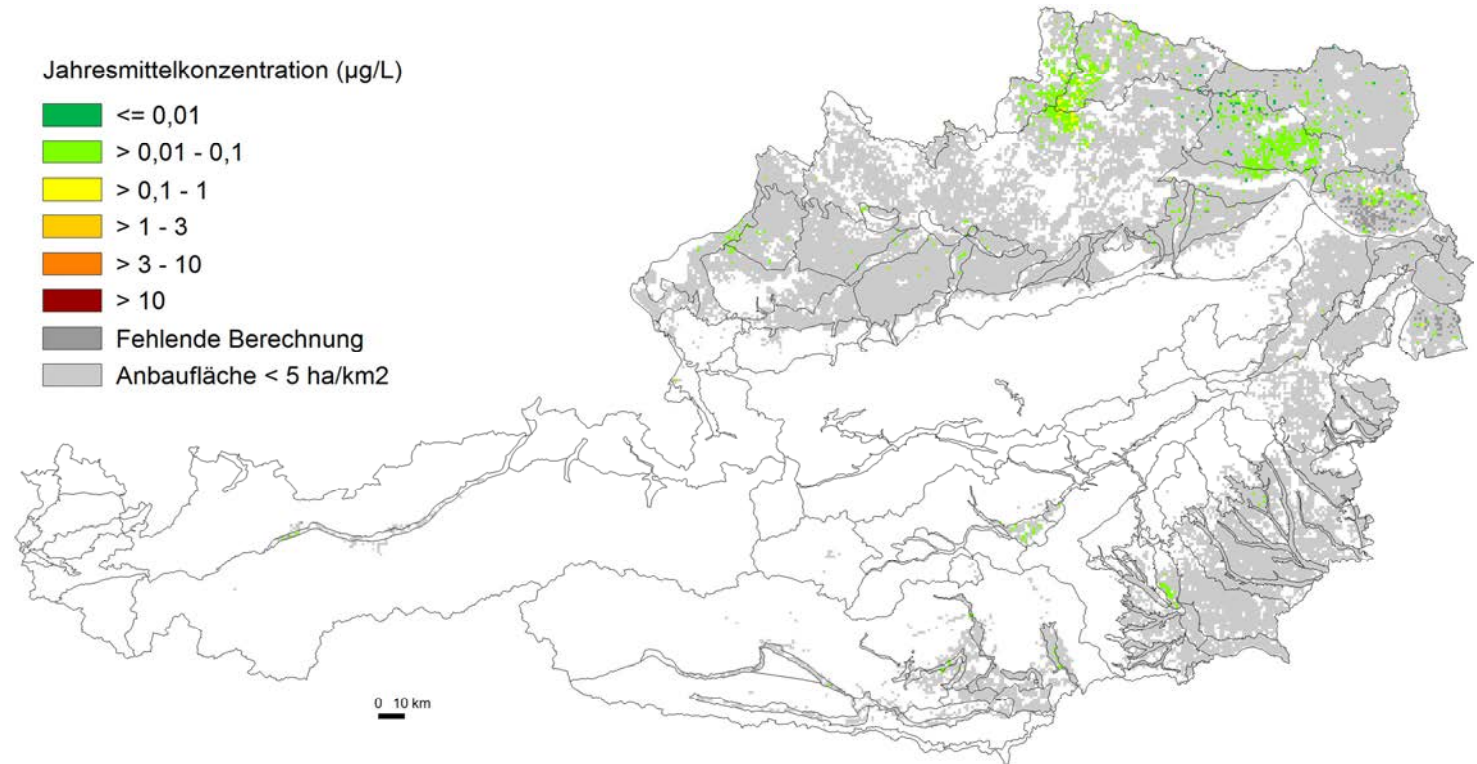 Jahresmittelkonzentration (µg/L)
<= 0,01
> 0,01 - 0,1
> 0,1 - 1
> 1 - 3
> 3 - 10
> 10
Fehlende Berechnung
Anbaufläche < 5 ha/km2
0 10 km